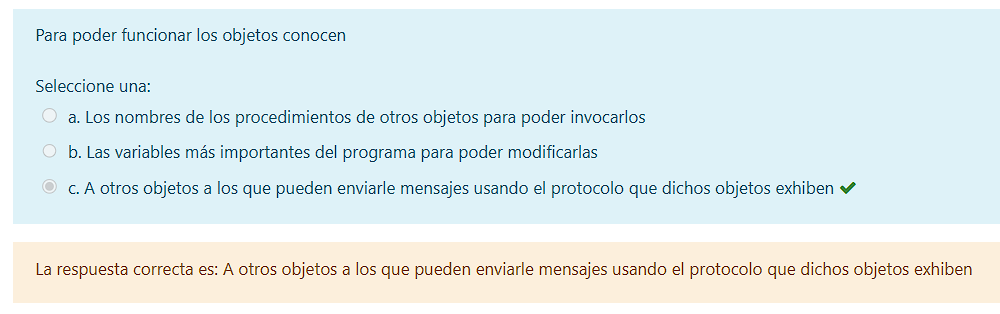 Para poder funcionar los objetos conocen
Seleccione una:
a. Los nombres de los procedimientos de otros objetos para poder invocarlos
b. Las variables más importantes del programa para poder modificarlas
c. A otros objetos a los que pueden enviarle mensajes usando el protocolo que dichos objetos exhiben
La respuesta correcta es: A otros objetos a los que pueden enviarle mensajes usando el protocolo que dichos objetos exhiben